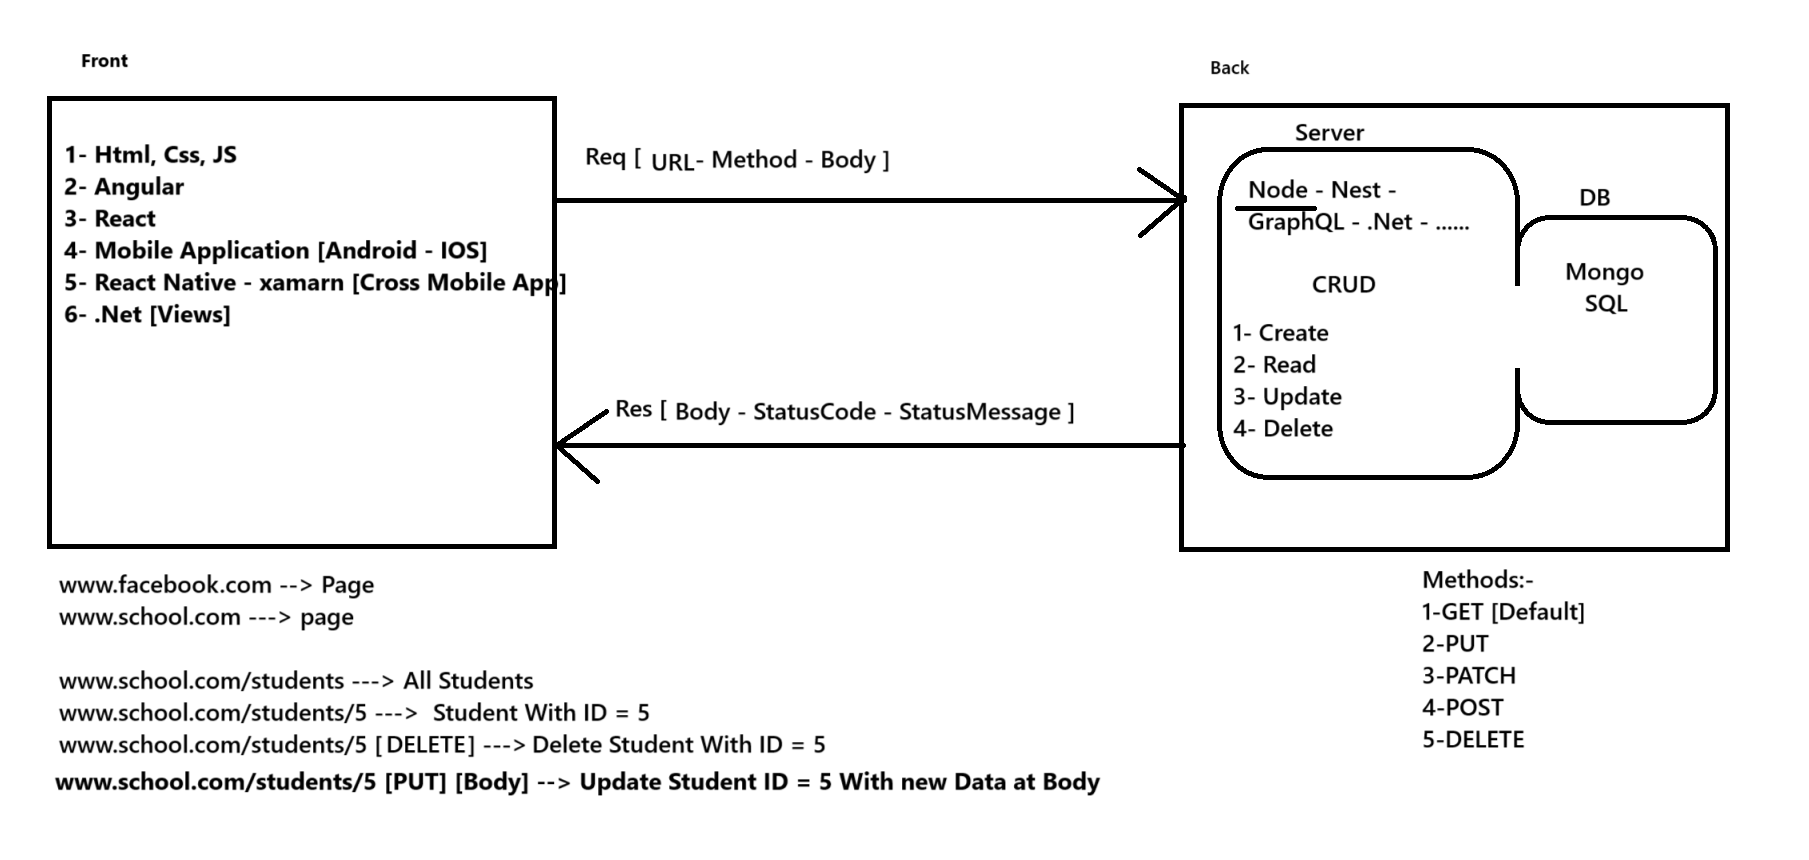 Front
1- Html, Css, JS
2- Angular
3- React
4- Mobile Application [Android - IOS]
5- React Native - xamarn [Cross Mobile App]
6- .Net [Views]
Req [ URL- Method - Body ]
Res [ Body - StatusCode - StatusMessage ]
Back
Server
Node - Nest -
GraphQL - .Net - ......
CRUD
1- Create
2- Read
3- Update
4- Delete
DB
Mongo
SQL
www.facebook.com --> Page
www.school.com ---> page
www.school.com/students ---> All Students
www.school.com/students/5 ---> Student With ID = 5
www.school.com/students/5 [DELETE] ---> Delete Student With ID = 5
www.school.com/students/5 [PUT] [Body] --> Update Student ID = 5 With new Data at Body
Methods:-
1-GET [Default]
2-PUT
3-PATCH
4-POST
5-DELETE